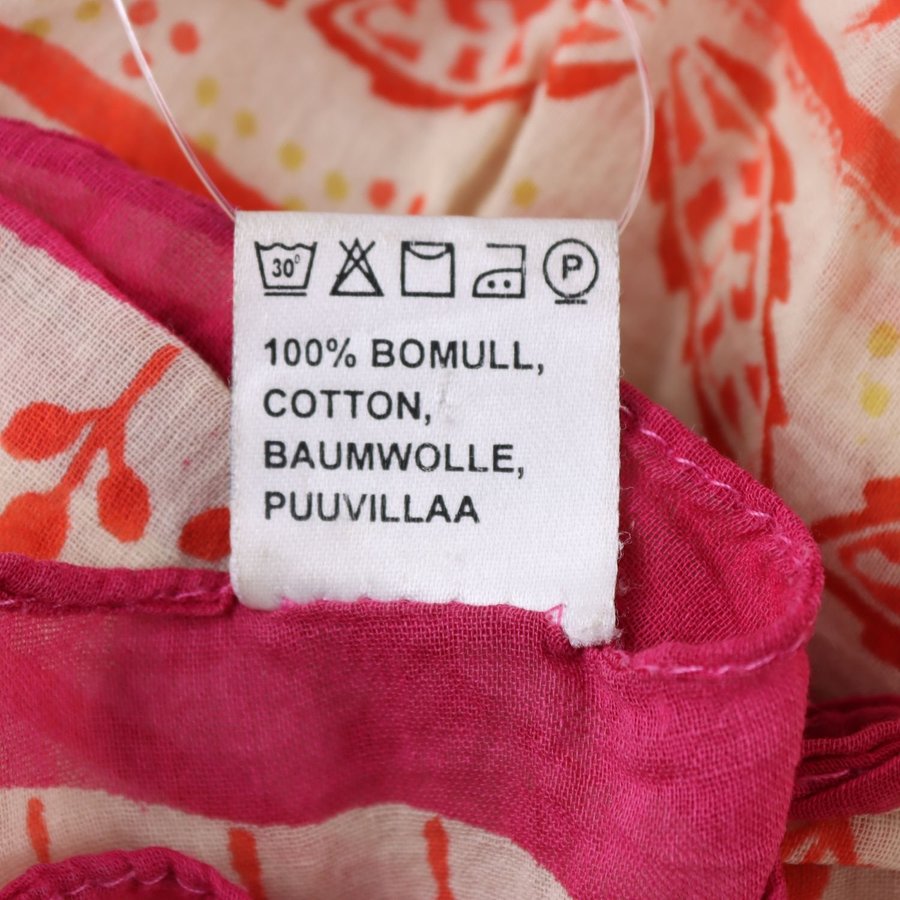 30° P
100% BOMULL,
COTTON,
BAUMWOLLE,
PUUVILLAA